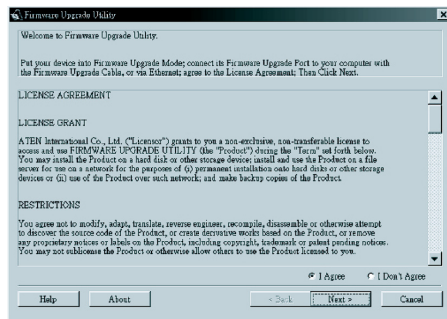 Firmware Upgrade Utility
Welcome to Firmware Upgrade Utility.
Put your device into Firmware Upgrade Mode; connect its Firmware Upgrade Port to your computer with
the Firmware Upgrade Cable, or via Ethernet; agree to the License Agreement; Then Click Next.
LICENSE AGREEMENT
LICENSE GRANT
ATEN International Co., Ltd. ("Licensor") grants to you a non-exclusive, non-transferable license to
access and use FIRMWARE UPGRADE UTILITY (the "Product") during the "Term" set forth below.
You may install the Product on a hard disk or other storage device; install and use the Product on a file
server for use on a network for the purposes of (i) permanent installation onto hard disks or other storage
devices or (ii) use of the Product over such network; and make backup copies of the Product.
RESTRICTIONS
You agree not to modify, adapt, translate, reverse engineer, recompile, disassemble or otherwise attempt
to discover the source code of the Product, or create derivative works based on the Product, or remove
any proprietary notices or labels on the Product, including copyright, trademark or patent pending notices.
You may not sublicense the Product or otherwise allow others to use the Product licensed to you.
I Agree I Don't Agree
Help About < Back Next > Cancel